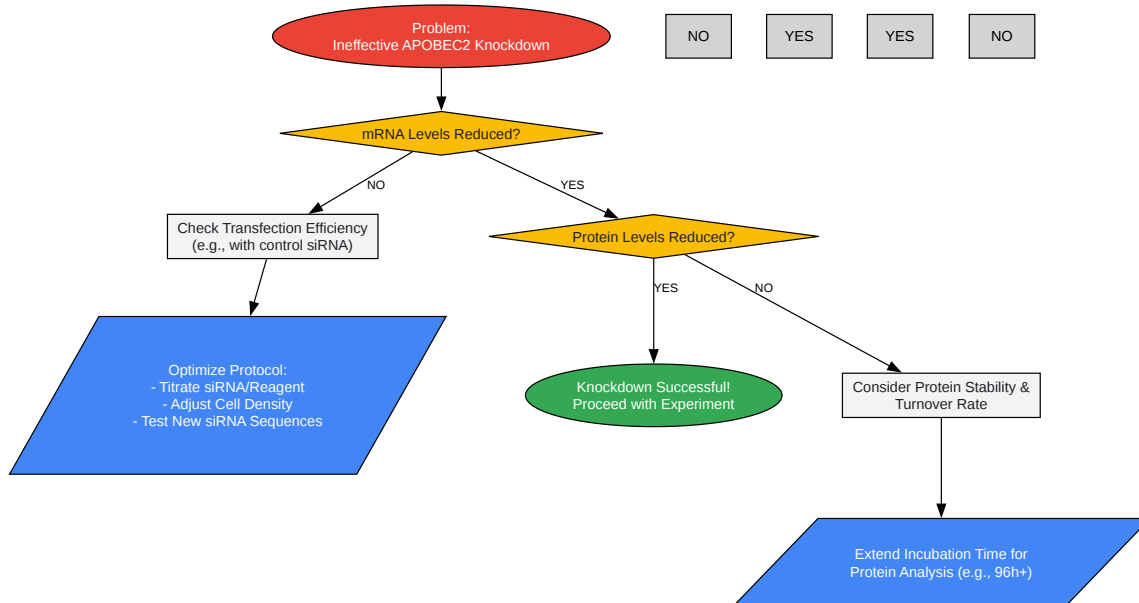 Problem:
Ineffective APOBEC2 Knockdown
NO
YES
YES
NO
mRNA Levels Reduced?
NO
YES
Check Transfection Efficiency
(e.g., with control siRNA)
Protein Levels Reduced?
YES
NO
Optimize Protocol:
- Titrate siRNA/Reagent
- Adjust Cell Density
- Test New siRNA Sequences
Knockdown Successful!
Proceed with Experiment
Consider Protein Stability &
Turnover Rate
Extend Incubation Time for
Protein Analysis (e.g., 96h+)